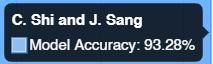 C. Shi and J. Sang
Model Accuracy: 93.28%